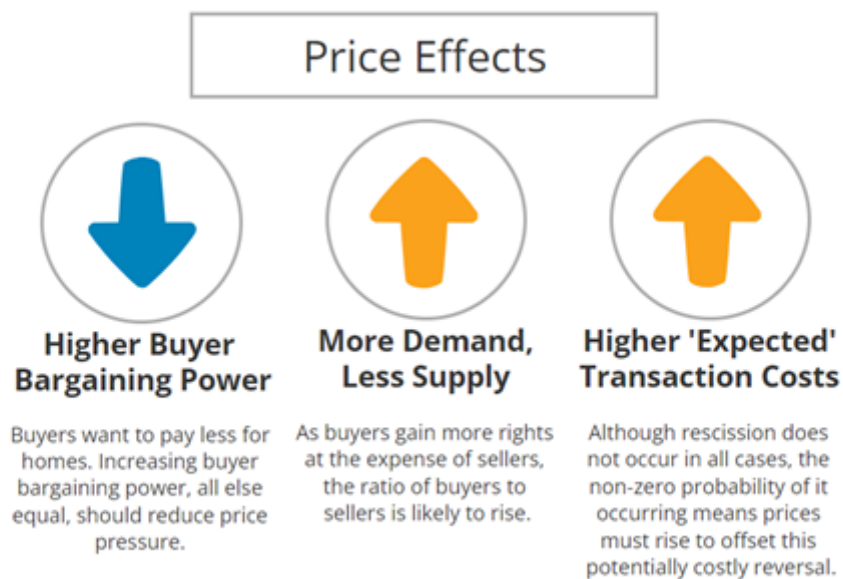 Price Effects
Higher Buyer
Bargaining Power
Buyers want to pay less for
homes. Increasing buyer
bargaining power, all else
equal, should reduce price
pressure.
More Demand,
Less Supply
As buyers gain more rights
at the expense of sellers,
the ratio of buyers to
sellers is likely to rise.
Higher 'Expected'
Transaction Costs
Although rescission does
not occur in all cases, the
non-zero probability of it
occurring means prices
must rise to offset this
potentially costly reversal.